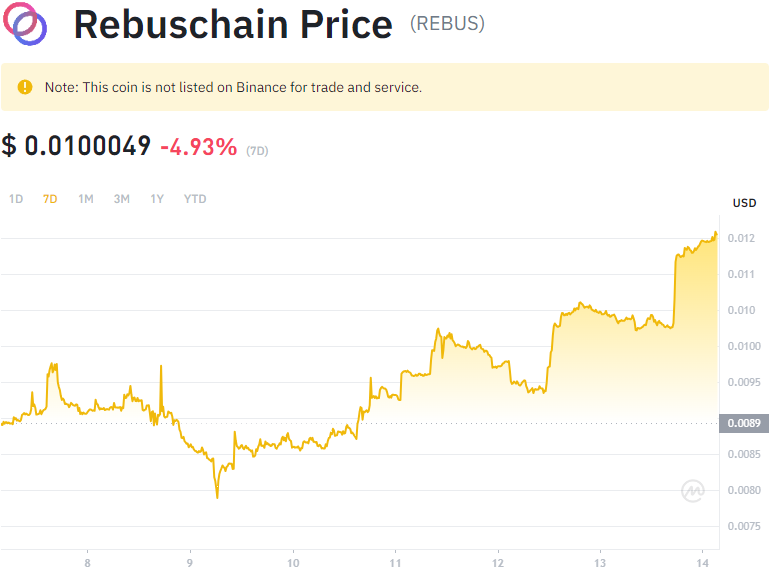 Rebuschain Price (REBUS)
Note: This coin is not listed on Binance for trade and service.
$ 0.0100049 -4.93% (7D)
1D 7D 1M 3M 1Y YTD
USD
0.012
0.011
0.010
0.0100
0.0095
0.0089
0.0085
0.0080
0.0075
8 9 10 11 12 13 14